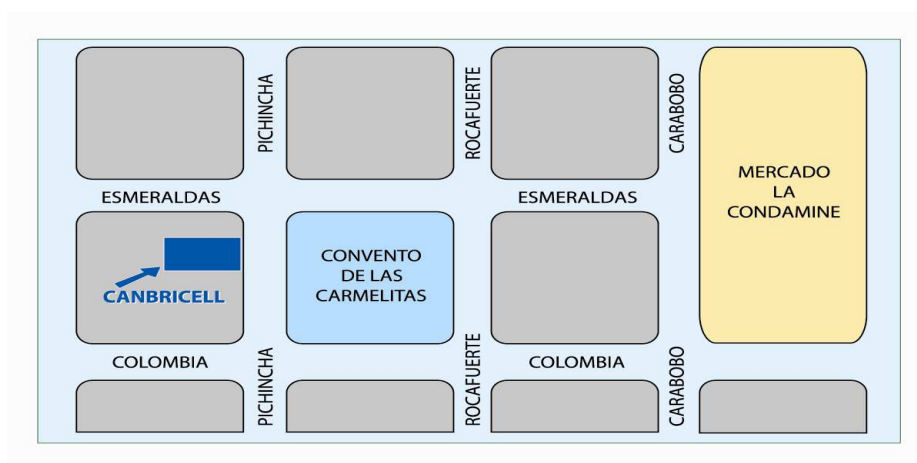 PICHINCHA
ROCAFUERTE
CARABOBO
MERCADO
LA
CONDAMINE
ESMERALDAS
ESMERALDAS
CONVENTO
DE LAS
CARMELITAS
CANBRICELL
COLOMBIA
COLOMBIA
PICHINCHA
ROCAFUERTE
CARABOBO